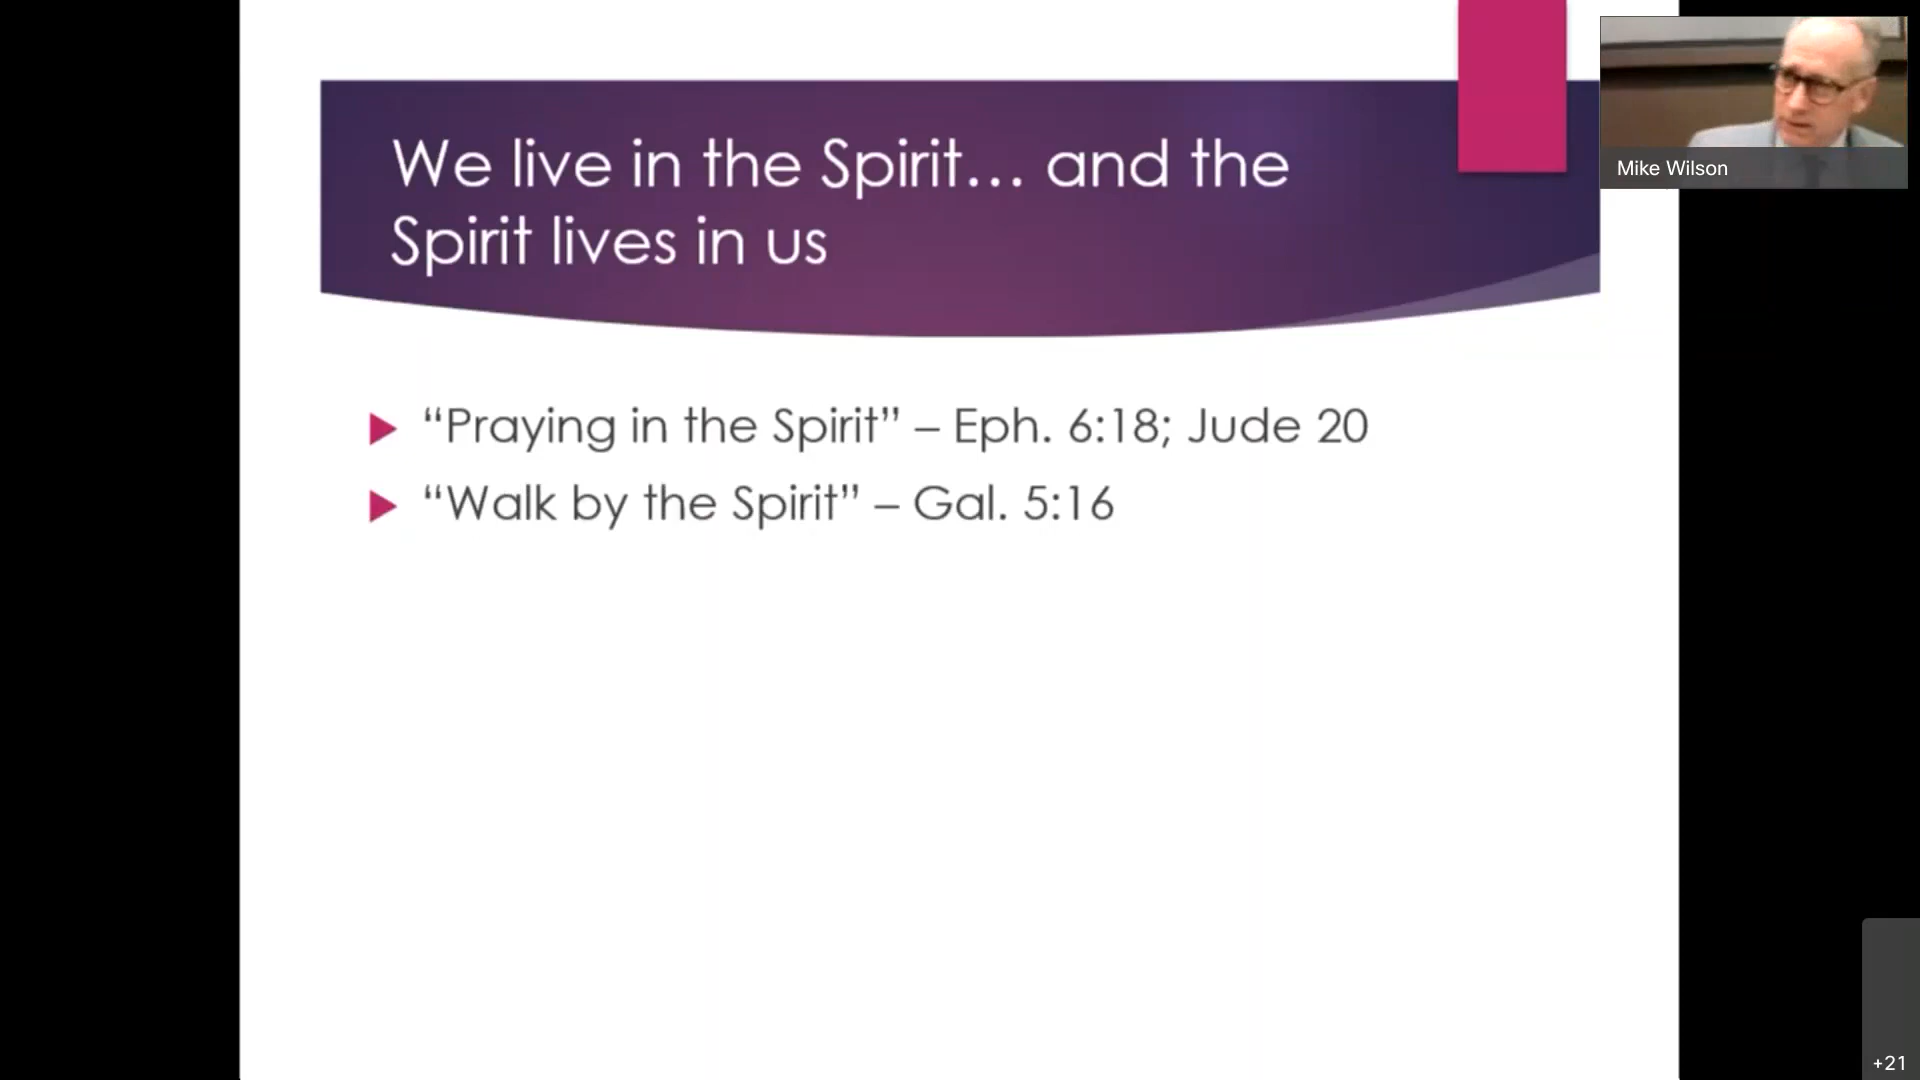 We live in the Spirit… and the
Spirit lives in us
“Praying in the Spirit” – Eph. 6:18; Jude 20
“Walk by the Spirit” – Gal. 5:16
Mike Wilson
+21